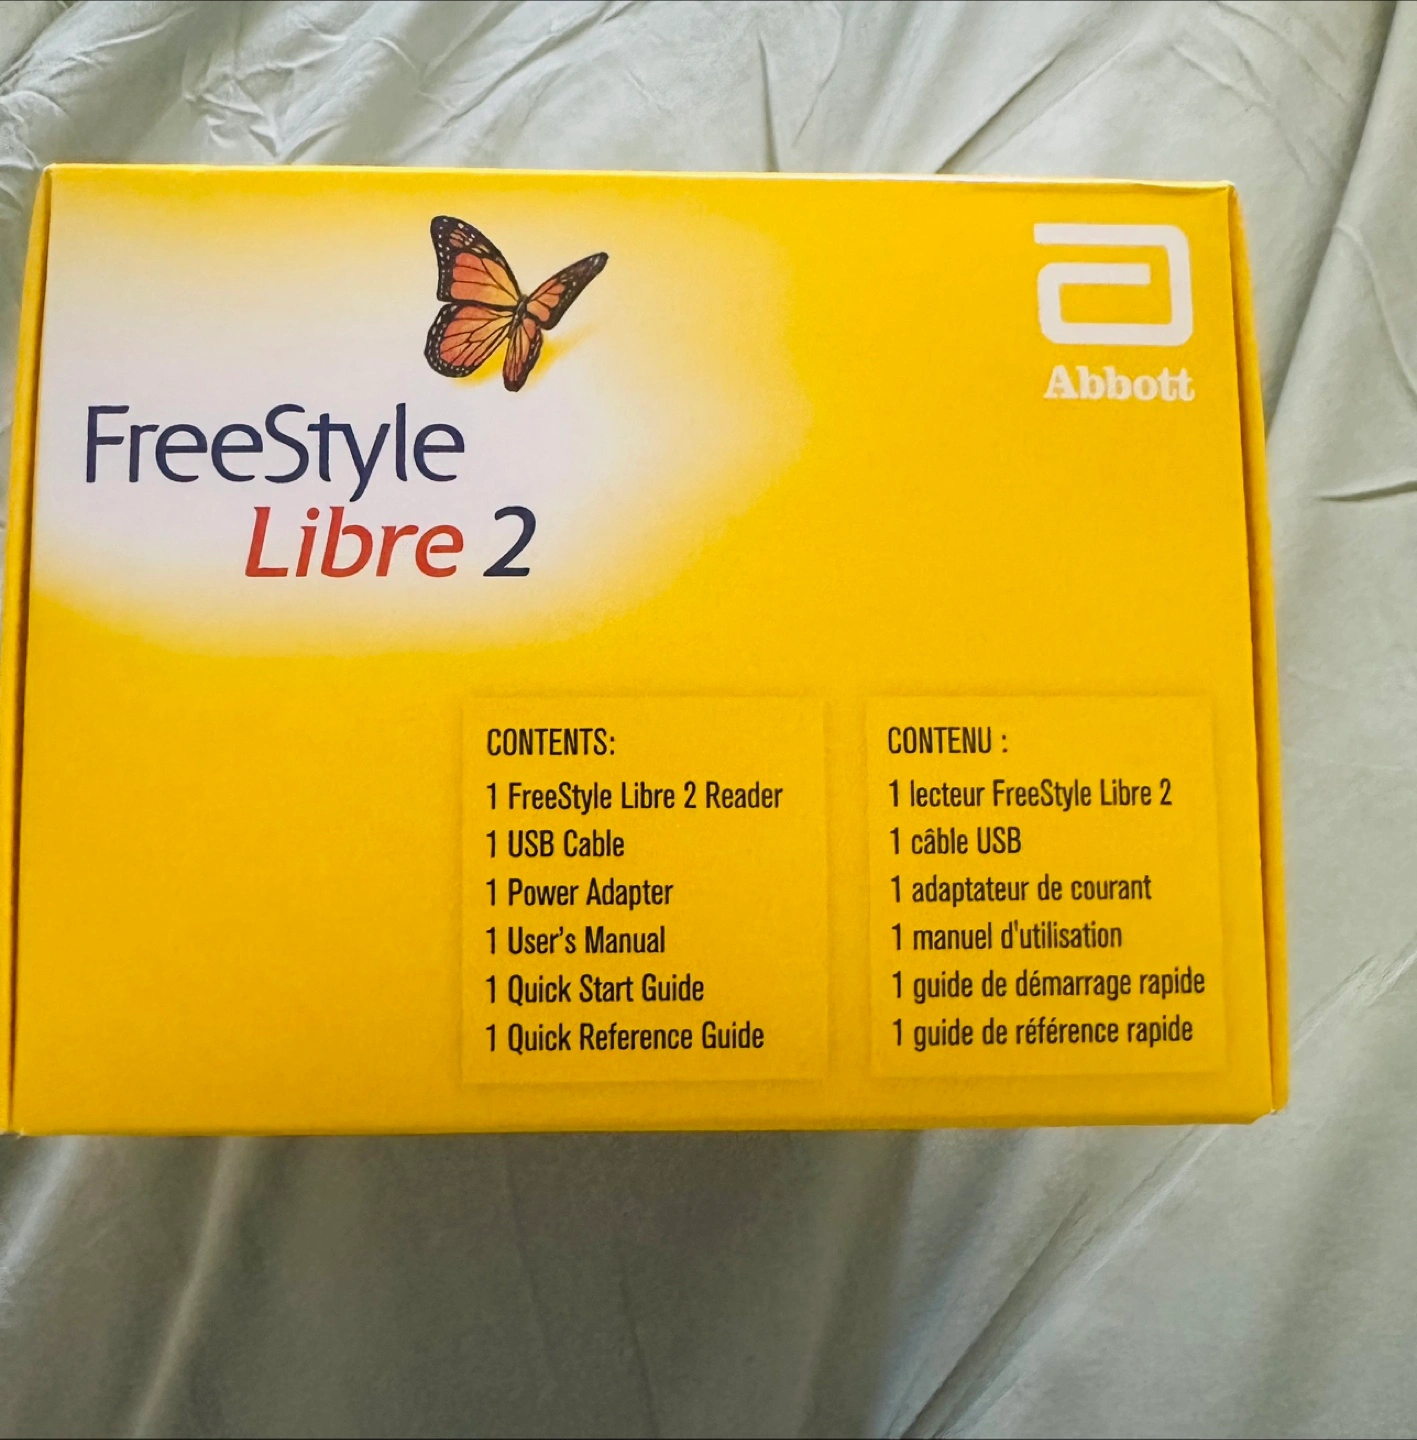 Abbott
FreeStyle
Libre 2
CONTENTS:
1 FreeStyle Libre 2 Reader
1 USB Cable
1 Power Adapter
1 User's Manual
1 Quick Start Guide
1 Quick Reference Guide
CONTENU :
1 lecteur FreeStyle Libre 2
1 câble USB
1 adaptateur de courant
1 manuel d'utilisation
1 guide de démarrage rapide
1 guide de référence rapide